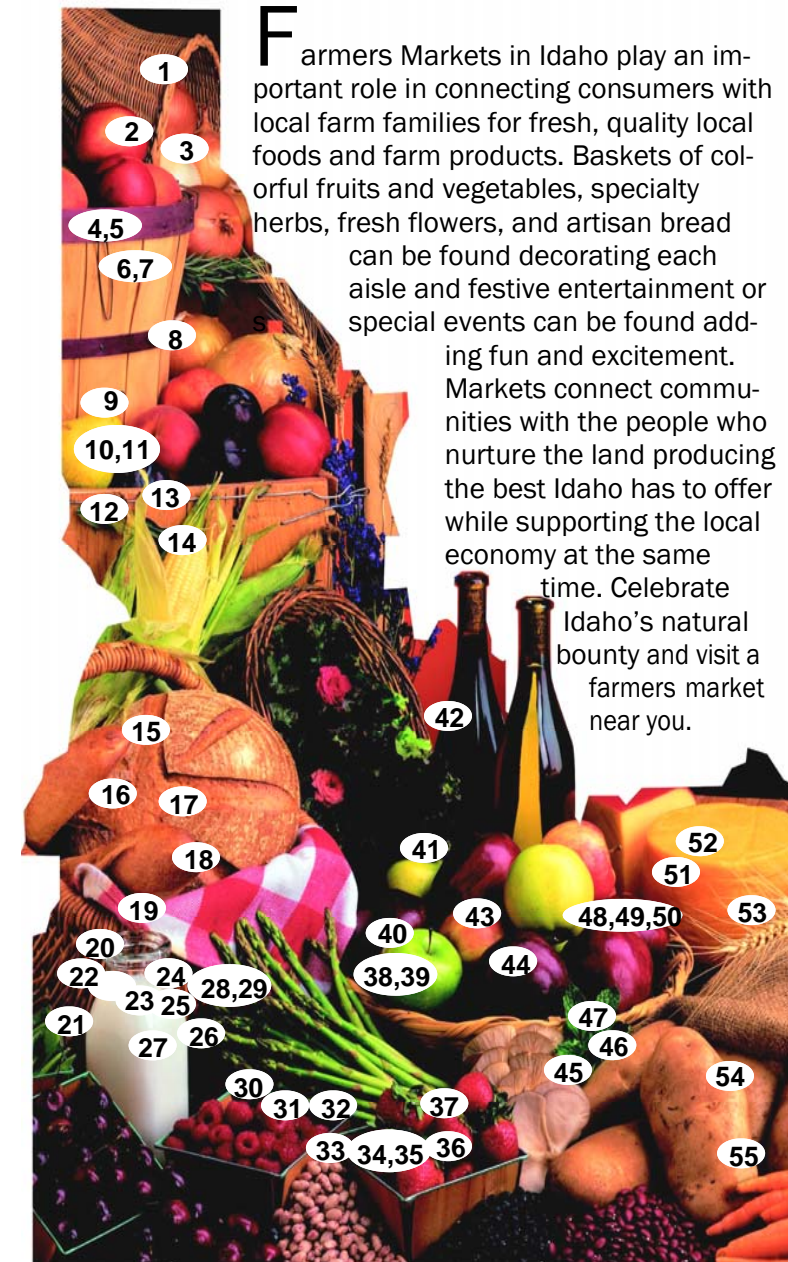 Farmers Markets in Idaho play an im-
portant role in connecting consumers with
local farm families for fresh, quality local
foods and farm products. Baskets of col-
orful fruits and vegetables, specialty
herbs, fresh flowers, and artisan bread
can be found decorating each
aisle and festive entertainment or
special events can be found add-
ing fun and excitement.
Markets connect commu-
nities with the people who
nurture the land producing
the best Idaho has to offer
while supporting the local
economy at the same
time. Celebrate
Idaho’s natural
bounty and visit a
farmers market
near you.
1
2
3
4,5
6,7
s
8
9
10,11
12
13
14
15
16
17
18
19
20
21
22
23
24
25
26
27
28,29
30
31
32
33
34,35
36
37
38,39
40
41
42
43
44
45
46
47
48,49,50
51
52
53
54
55